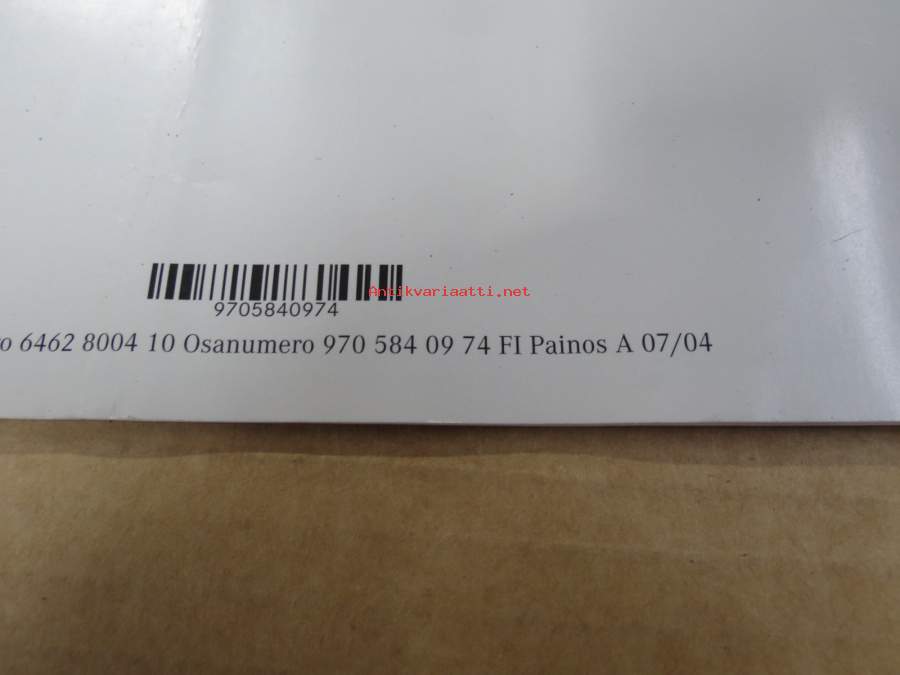 Antikvariaatti.net
9705840974
6462 8004 10 Osanumero 970 584 09 74 FI Painos A 07/04